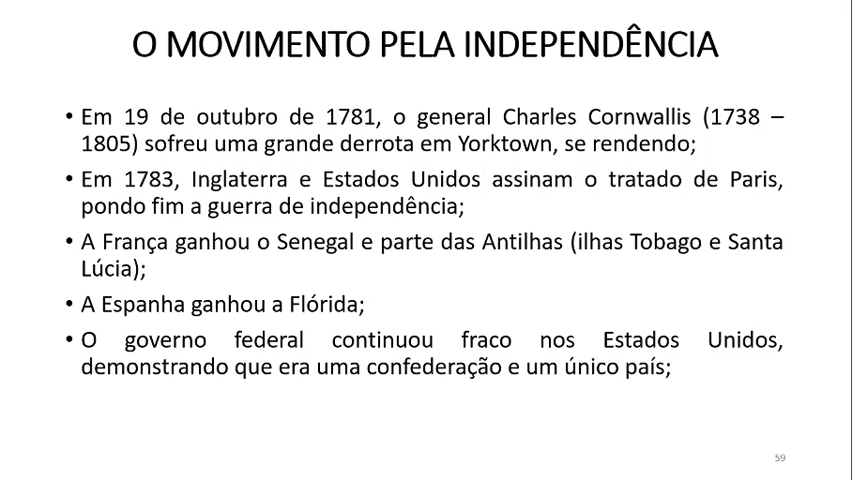 O MOVIMENTO PELA INDEPENDÊNCIA
• Em 19 de outubro de 1781, o general Charles Cornwallis (1738 –
1805) sofreu uma grande derrota em Yorktown, se rendendo;
• Em 1783, Inglaterra e Estados Unidos assinam o tratado de Paris,
pondo fim a guerra de independência;
• A França ganhou o Senegal e parte das Antilhas (ilhas Tobago e Santa
Lúcia);
• A Espanha ganhou a Flórida;
• O governo federal continuou fraco nos Estados Unidos,
demonstrando que era uma confederação e um único país;
59